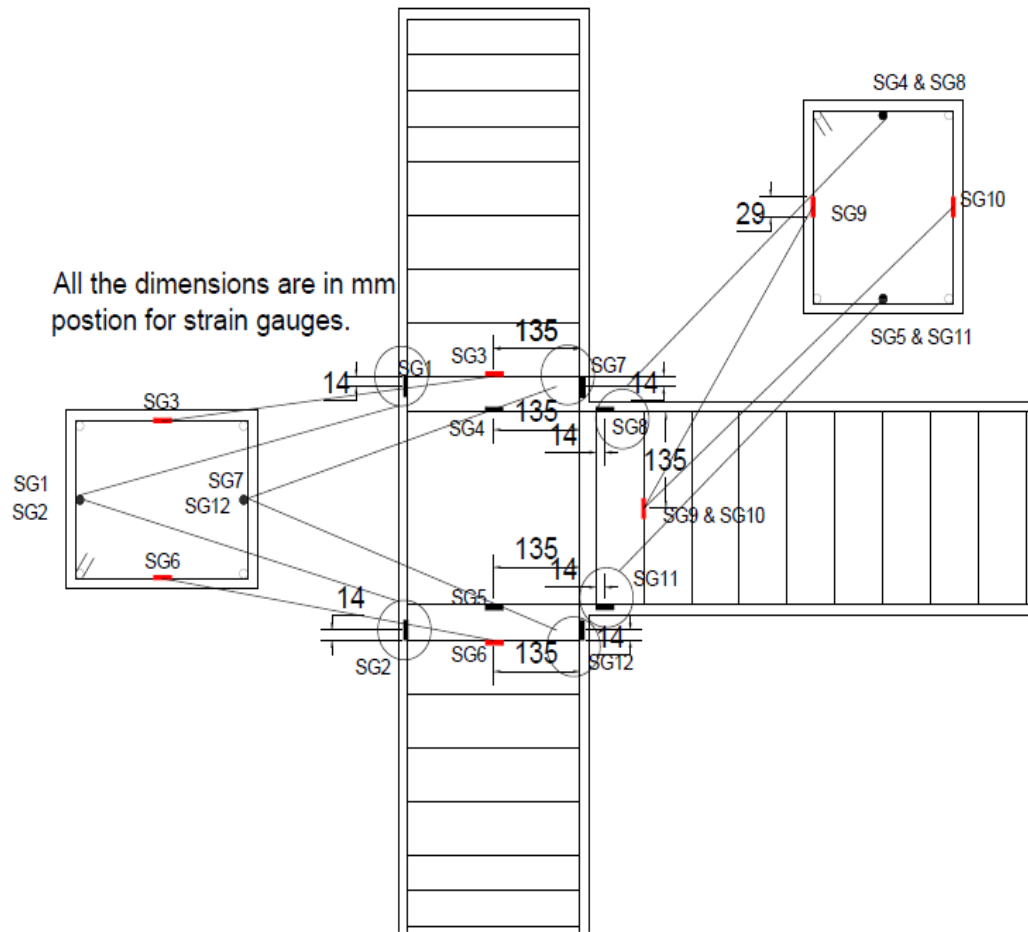 SG4 & SG8
29
SG9
SG10
SG5 & SG11
All the dimensions are in mm
postion for strain gauges.
135
SG3
SG1
SG7
14
14
SG3
135
SG4
14
SG8
135
SG1
SG2
SG7
SG12
SG9 & SG10
SG6
135
14
SG11
14
SG5
14
SG2
SG6
135
SG12